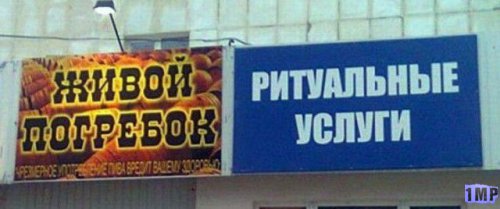 ЖИВОЙ
ПОГРЕБОК
ЧРЕЗМЕРНОЕ УПОТРЕБЛЕНИЕ ПИВА ВРЕДИТ ВАШЕМУ ЗДОРОВЬЮ
РИТУАЛЬНЫЕ
УСЛУГИ
1MP